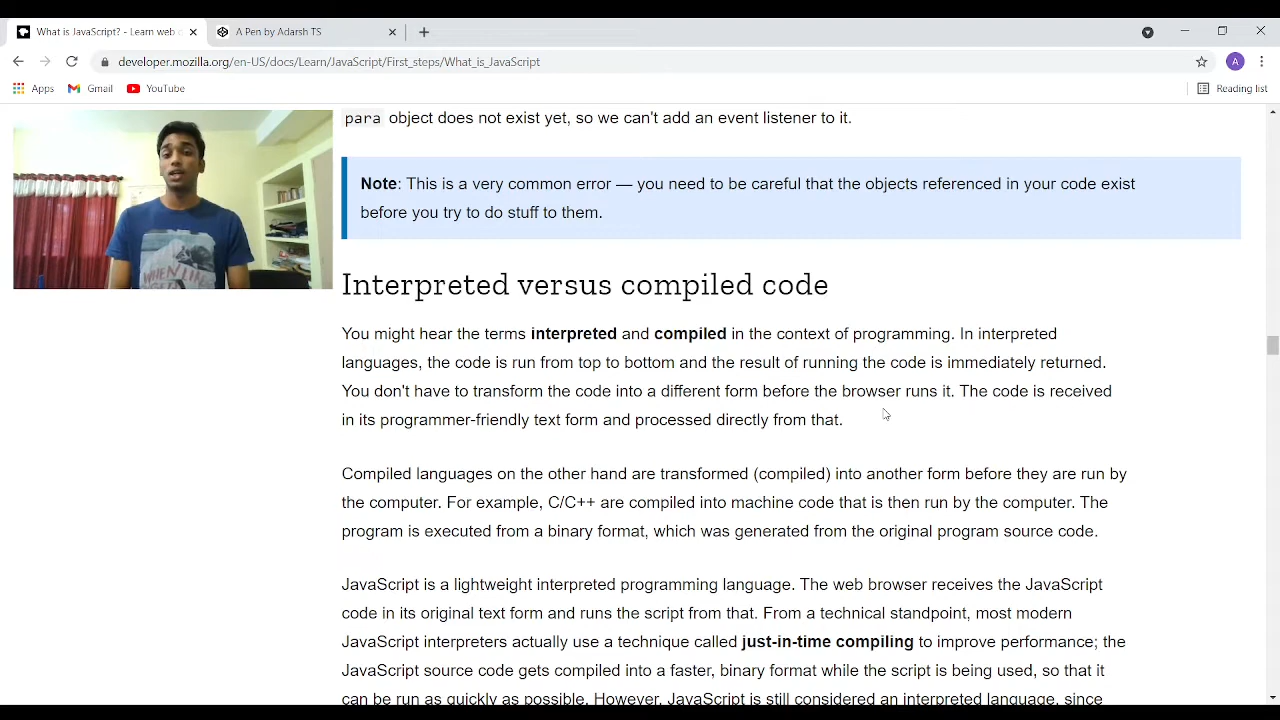 What is JavaScript? - Learn web
A Pen by Adarsh TS
developer.mozilla.org/en-US/docs/Learn/JavaScript/First_steps/What_is_JavaScript
A
Apps
Gmail
YouTube
Reading list
para object does not exist yet, so we can't add an event listener to it.
Note: This is a very common error — you need to be careful that the objects referenced in your code exist
before you try to do stuff to them.
WHEN LIFE
Interpreted versus compiled code
You might hear the terms interpreted and compiled in the context of programming. In interpreted
languages, the code is run from top to bottom and the result of running the code is immediately returned.
You don't have to transform the code into a different form before the browser runs it. The code is received
in its programmer-friendly text form and processed directly from that.
Compiled languages on the other hand are transformed (compiled) into another form before they are run by
the computer. For example, C/C++ are compiled into machine code that is then run by the computer. The
program is executed from a binary format, which was generated from the original program source code.
JavaScript is a lightweight interpreted programming language. The web browser receives the JavaScript
code in its original text form and runs the script from that. From a technical standpoint, most modern
JavaScript interpreters actually use a technique called just-in-time compiling to improve performance; the
JavaScript source code gets compiled into a faster, binary format while the script is being used, so that it
can be run as quickly as possible. However, JavaScript is still considered an interpreted language, since